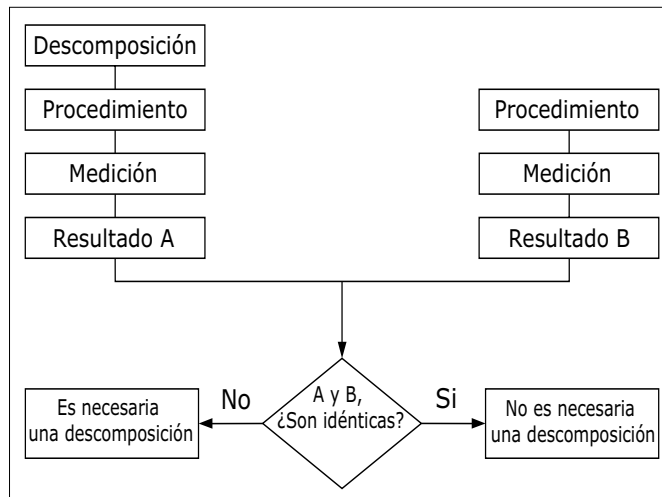 Descomposición
Procedimiento
Medición
Resultado A
Procedimiento
Medición
Resultado B
A y B,
¿Son idénticas?
No
Si
Es necesaria
una descomposición
No es necesaria
una descomposición